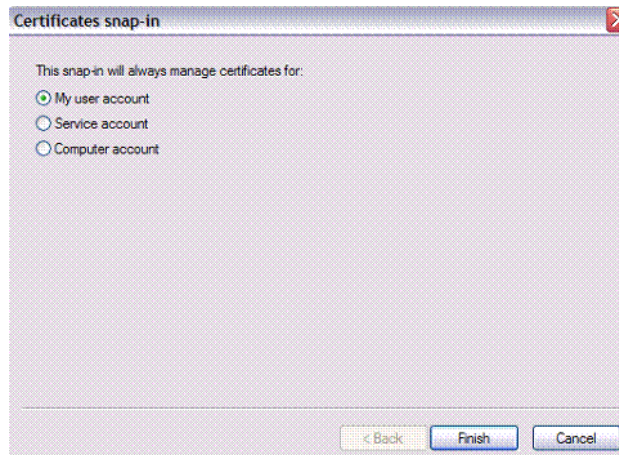 Certificates snap-in
This snap-in will always manage certificates for:
My user account
Service account
Computer account
< Back
Finish
Cancel